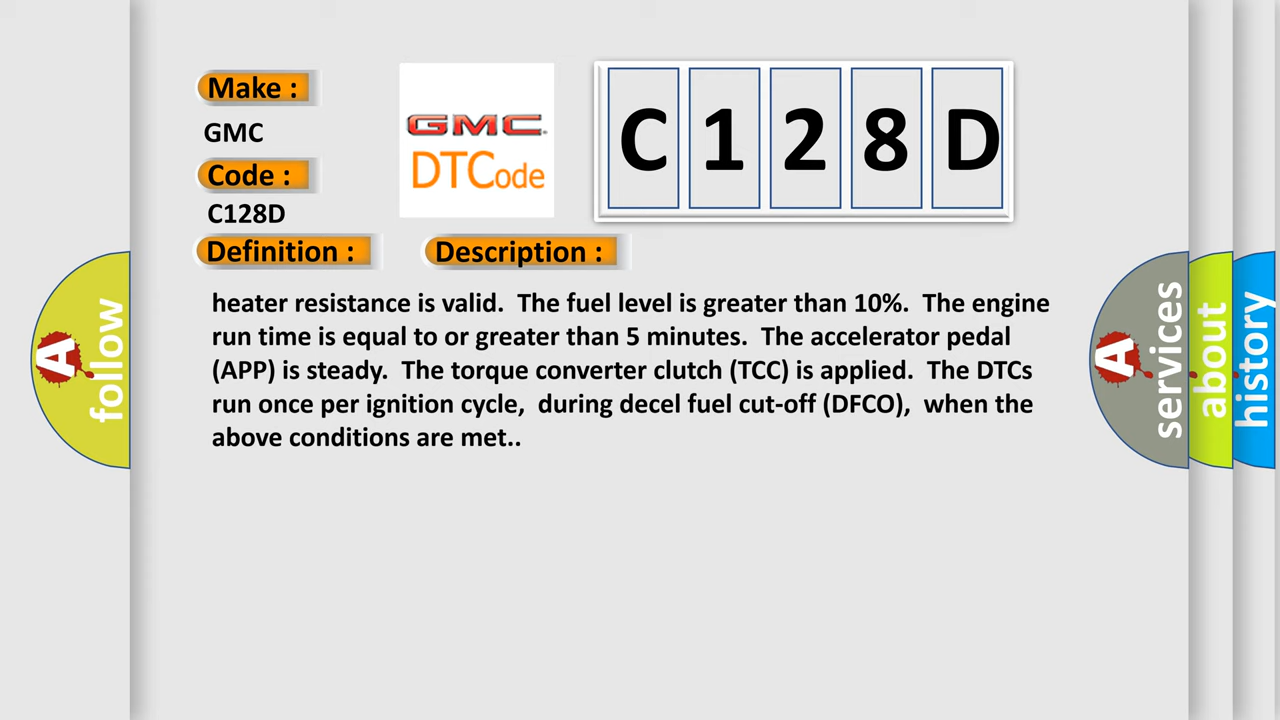 Make :
GMC
Code :
C128D
GMC
DTCode
C128D
Definition :
Description :
heater resistance is valid. The fuel level is greater than 10%. The engine
run time is equal to or greater than 5 minutes. The accelerator pedal
(APP) is steady. The torque converter clutch (TCC) is applied. The DTCs
run once per ignition cycle, during decel fuel cut-off (DFCO), when the
above conditions are met..
A
follow
A
services
about
history